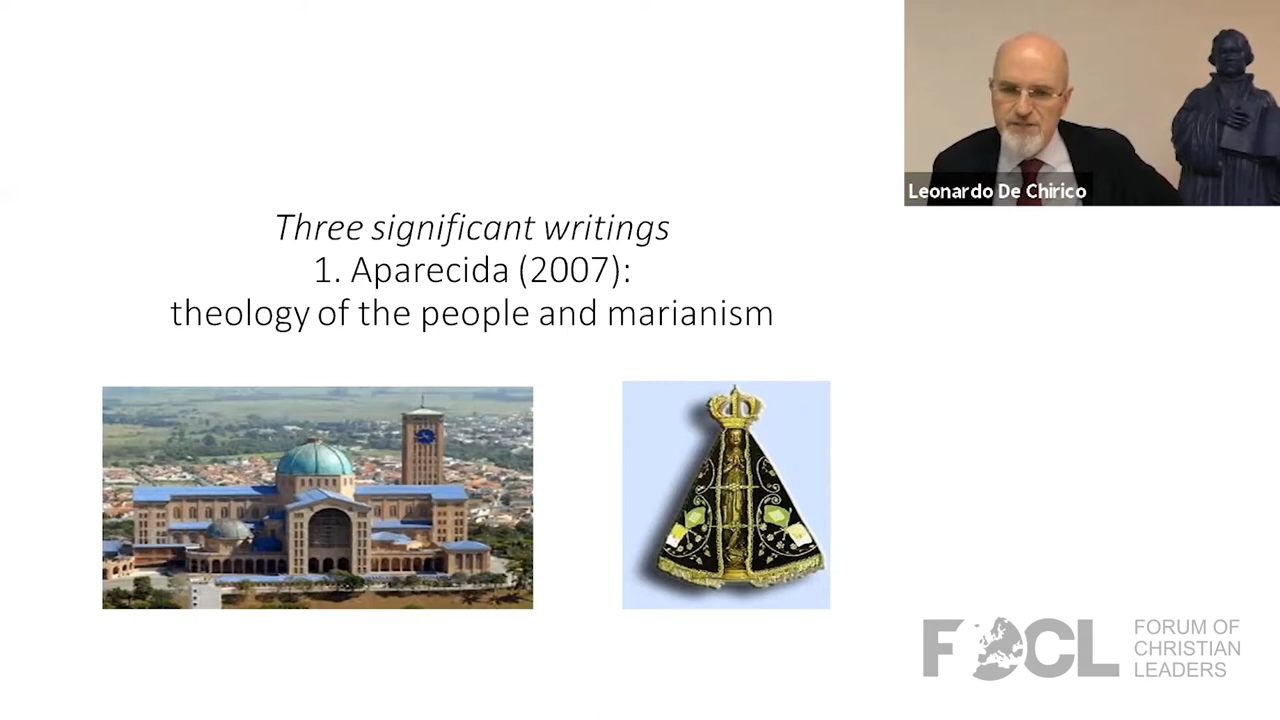 Three significant writings
1. Aparecida (2007):
theology of the people and marianism
Leonardo De Chirico
FOCL
FORUM OF
CHRISTIAN
LEADERS